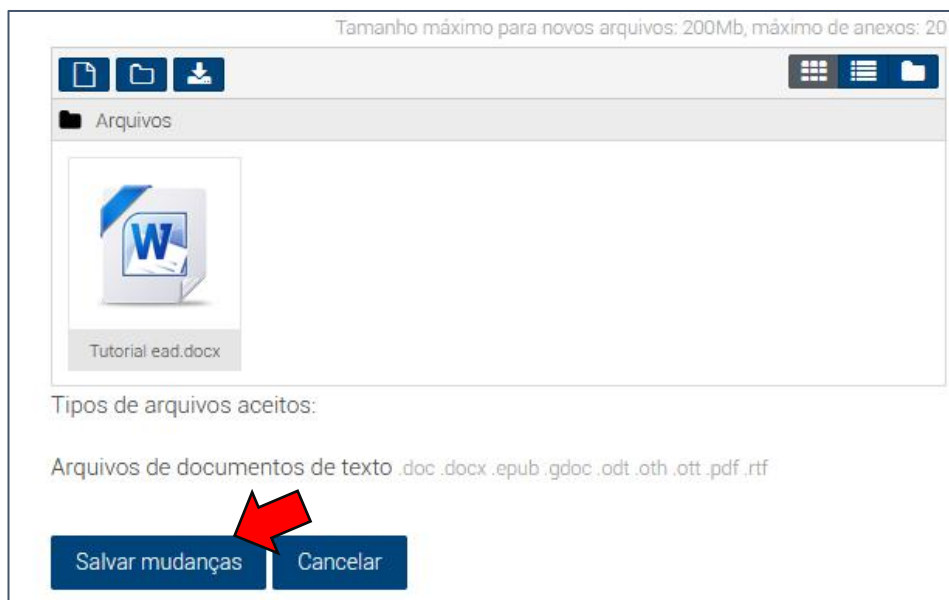 Tamanho máximo para novos arquivos: 200Mb, máximo de anexos: 20
Arquivos
W
Tutorial ead.docx
Tipos de arquivos aceitos:
Arquivos de documentos de texto .doc .docx .epub .gdoc .odt .oth .ott .pdf .rtf
Salvar mudanças Cancelar